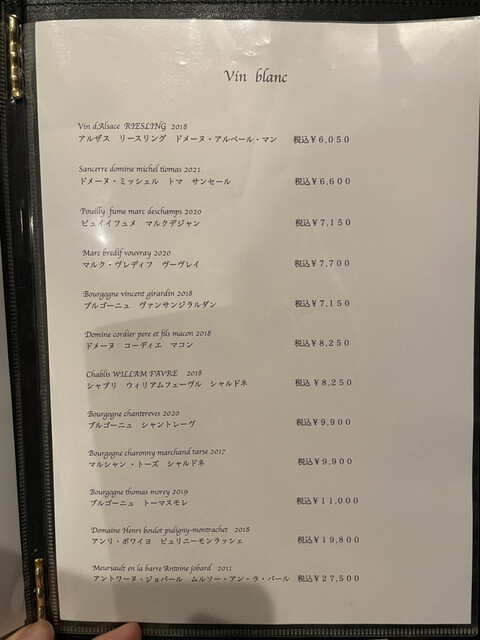 Vin blanc
Vin d'Alsace RIESLING 2018
アルザス リースリング ドメーヌ・アルベール・マン 税込¥6,050
Sancerre domine michel tiomas 2021
ドメーヌ・ミッシェル トマ サンセール 税込¥6,600
Pouilly fume marc deschamps 2020
ピュイイフュメ マルクデジャン 税込¥7,150
Marc bredif vouvray 2020
マルク・ヴレディフ ヴーヴレイ 税込¥7,700
Bourgogne vincent girardin 2018
ブルゴーニュ ヴァンサンジラルダン 税込¥7,150
Domine cordier pere et fils macon 2018
ドメーヌ コーディエ マコン 税込¥8,250
Chablis WILLAM FAVRE 2018
シャブリ ウィリアムフェーヴル シャルドネ 税込¥8,250
Bourgogne chantereves 2020
ブルゴーニュ シャントレーヴ 税込¥9,900
Bourgogne charonny marchand tarse 2017
マルシャン・トーズ シャルドネ 税込¥9,900
Bourgogne thomas morey 2019
ブルゴーニュ トーマスモレ 税込¥11,000
Domaine Henri boulot puligny-montrachet 2018
アンリ・ボワイヨ ピュリニーモンラッシェ 税込¥19,800
Meursault en la barre Antoine jobard 2011
アントワーヌ・ジョバール ムルソー・アン・ラ・バール 税込¥27,500